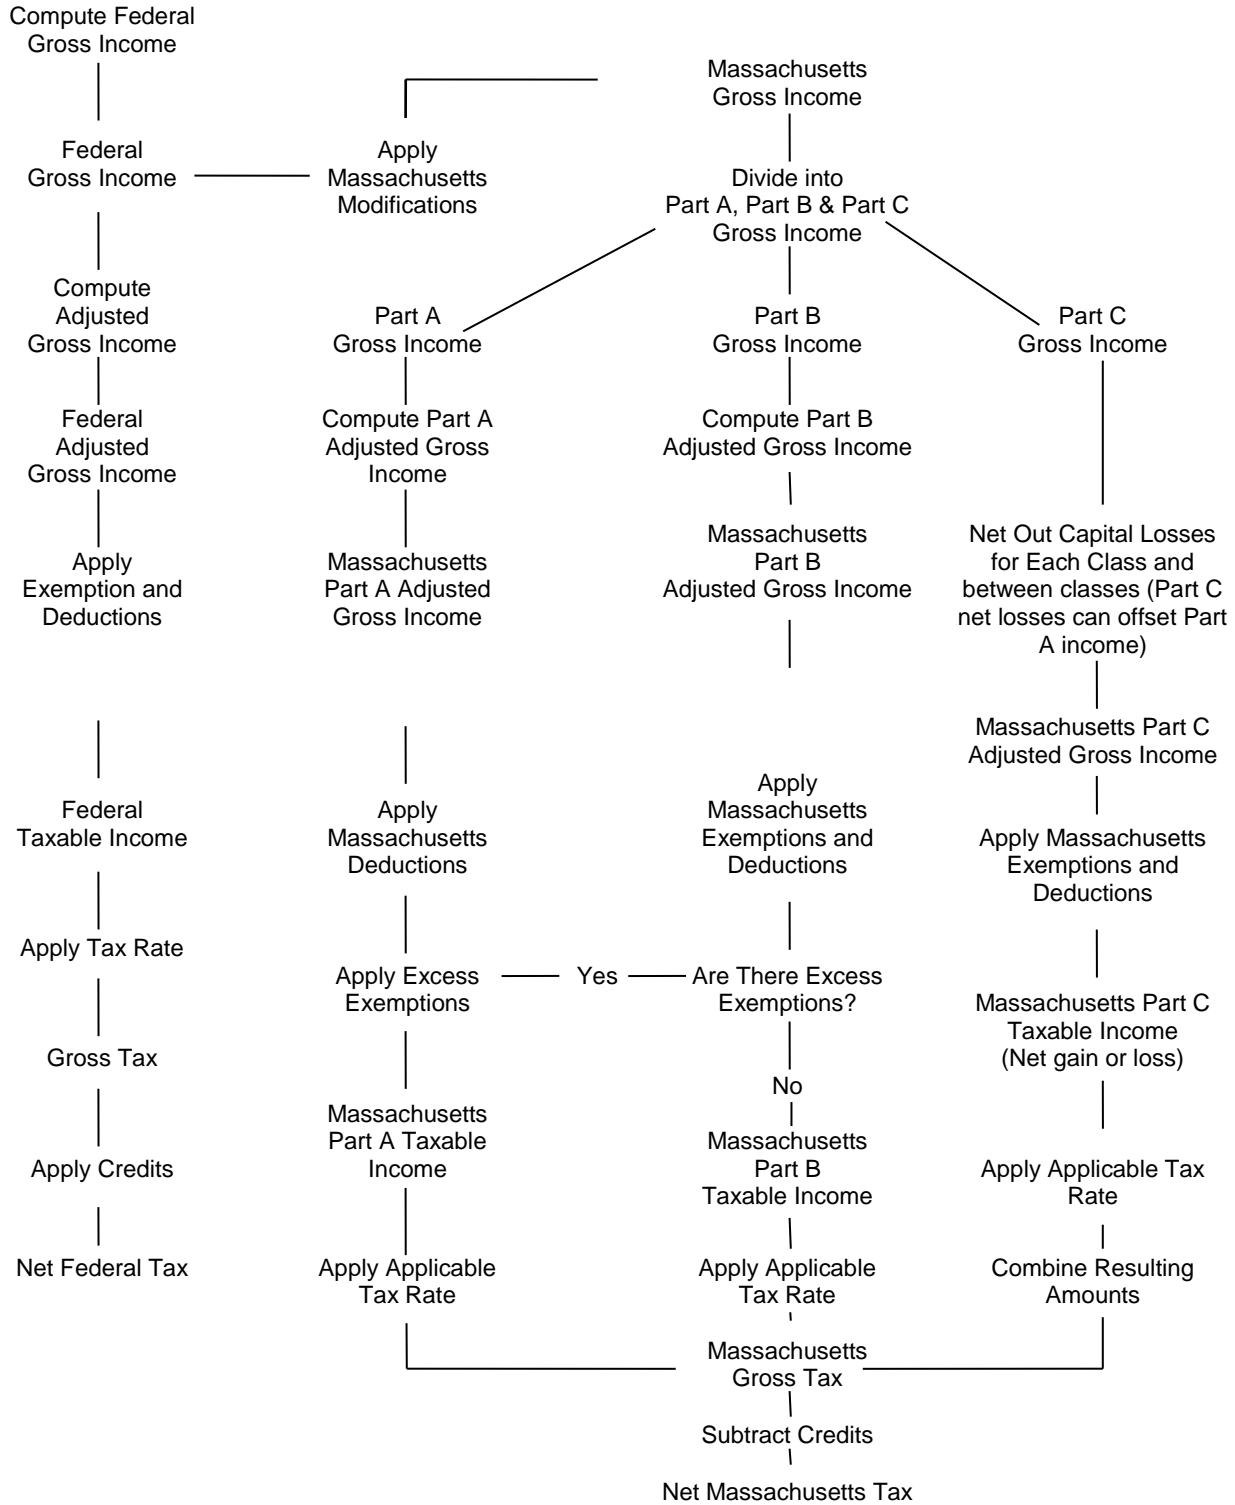 Compute Federal
Gross Income
Massachusetts
Gross Income
Federal
Gross Income
Apply
Massachusetts
Modifications
Divide into
Part A, Part B & Part C
Gross Income
Compute
Adjusted
Gross Income
Part A
Gross Income
Part B
Gross Income
Part C
Gross Income
Federal
Adjusted
Gross Income
Compute Part A
Adjusted Gross
Income
Compute Part B
Adjusted Gross Income
Apply
Exemption and
Deductions
Massachusetts
Part A Adjusted
Gross Income
Massachusetts
Part B
Adjusted Gross Income
Net Out Capital Losses
for Each Class and
between classes (Part C
net losses can offset Part
A income)
Massachusetts Part C
Adjusted Gross Income
Federal
Taxable Income
Apply
Massachusetts
Deductions
Apply
Massachusetts
Exemptions and
Deductions
Apply Massachusetts
Exemptions and
Deductions
Apply Tax Rate
Apply Excess
Exemptions
Yes
Are There Excess
Exemptions?
Massachusetts Part C
Taxable Income
(Net gain or loss)
Gross Tax
No
Massachusetts
Part A Taxable
Income
Massachusetts
Part B
Taxable Income
Apply Credits
Apply Applicable Tax
Rate
Net Federal Tax
Apply Applicable
Tax Rate
Apply Applicable
Tax Rate
Combine Resulting
Amounts
Massachusetts
Gross Tax
Subtract Credits
Net Massachusetts Tax